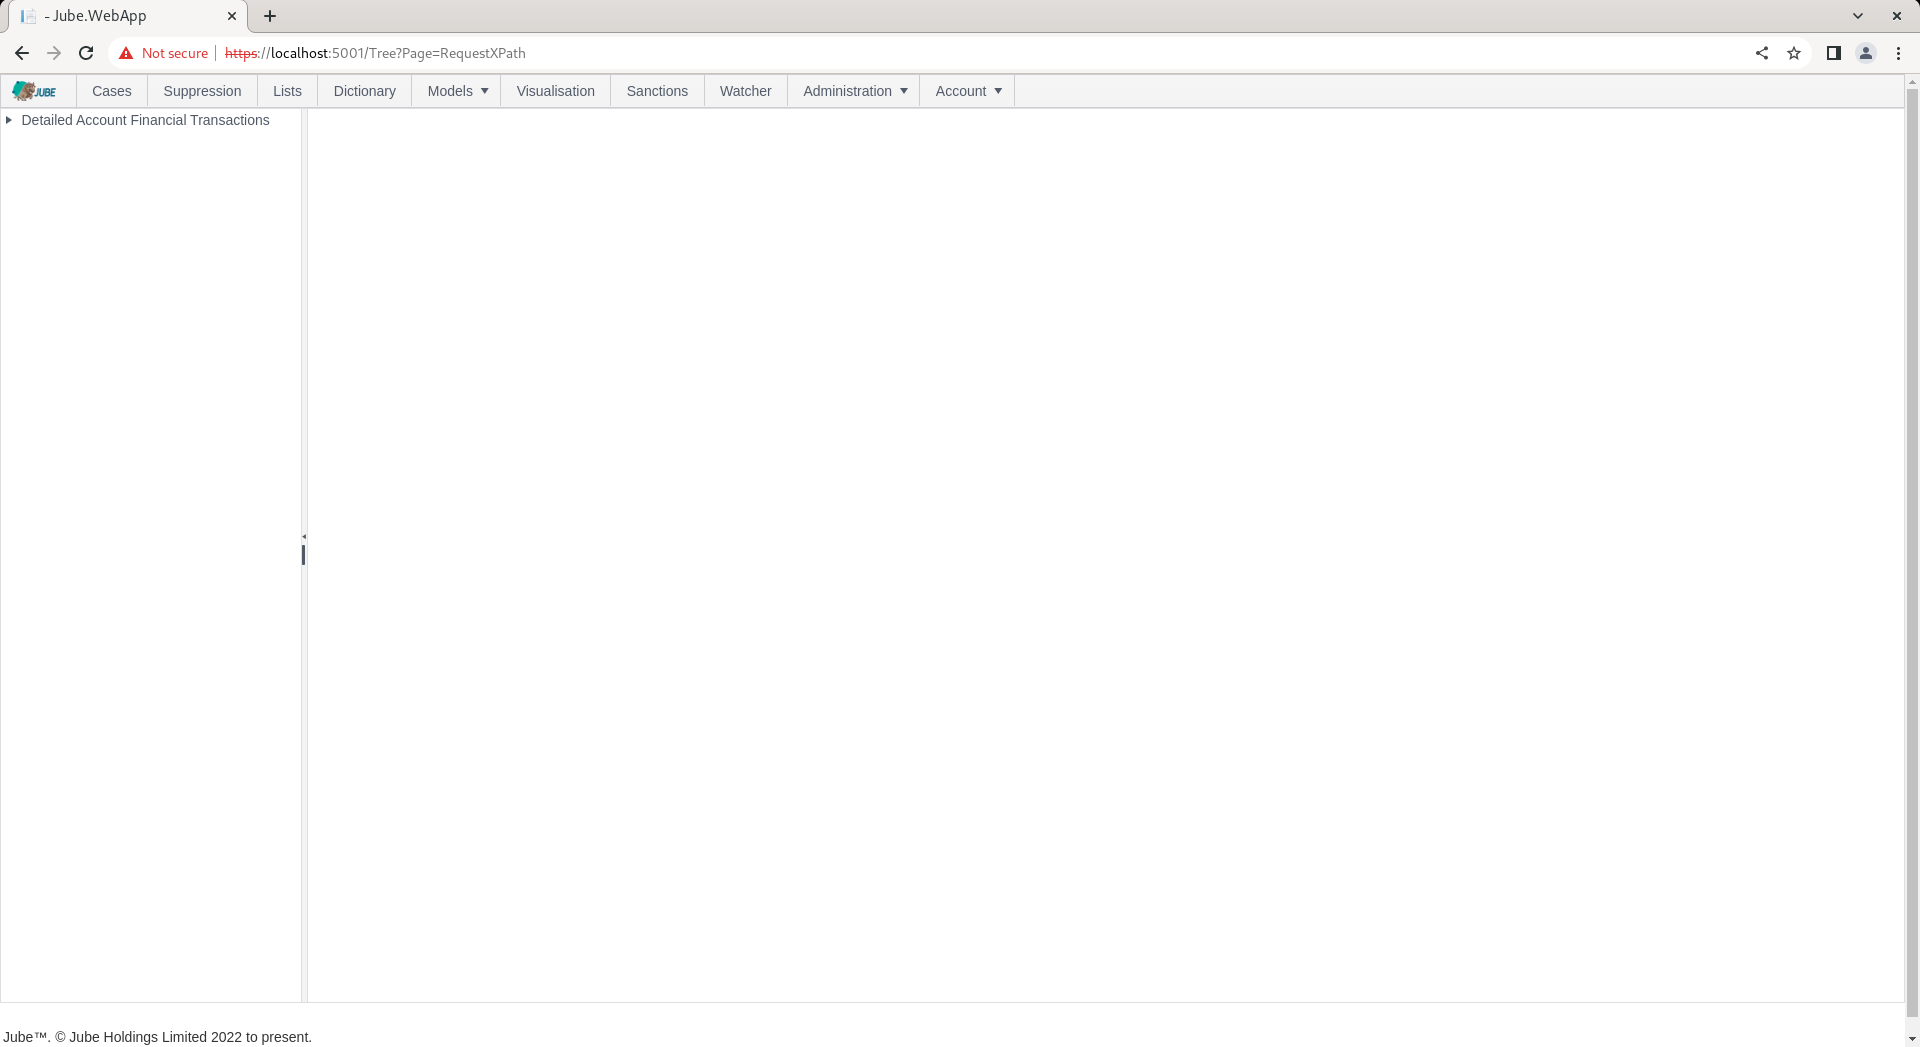 - Jube.WebApp
Not secure https://localhost:5001/Tree?Page=RequestXPath
JUBE Cases Suppression Lists Dictionary Models Visualisation Sanctions Watcher Administration Account
Detailed Account Financial Transactions
Jube™. © Jube Holdings Limited 2022 to present.